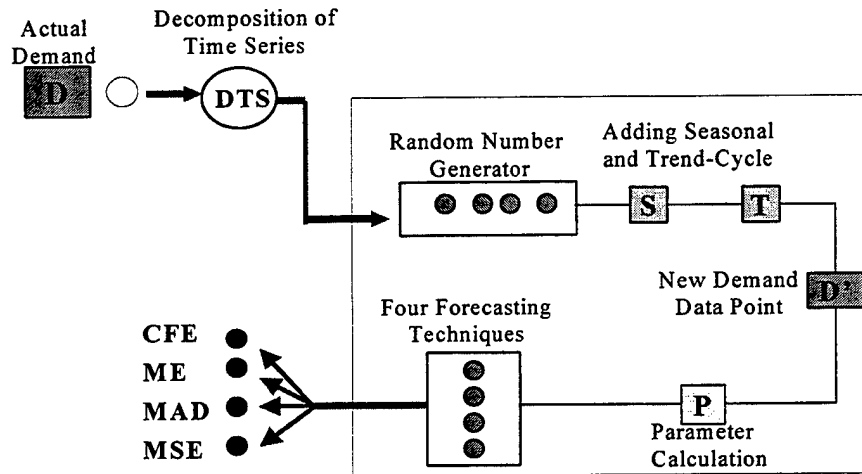 Actual
Demand
D
Decomposition of
Time Series
DTS
Random Number
Generator
Adding Seasonal
and Trend-Cycle
S
T
New Demand
Data Point
D'
Four Forecasting
Techniques
P
Parameter
Calculation
CFE
ME
MAD
MSE